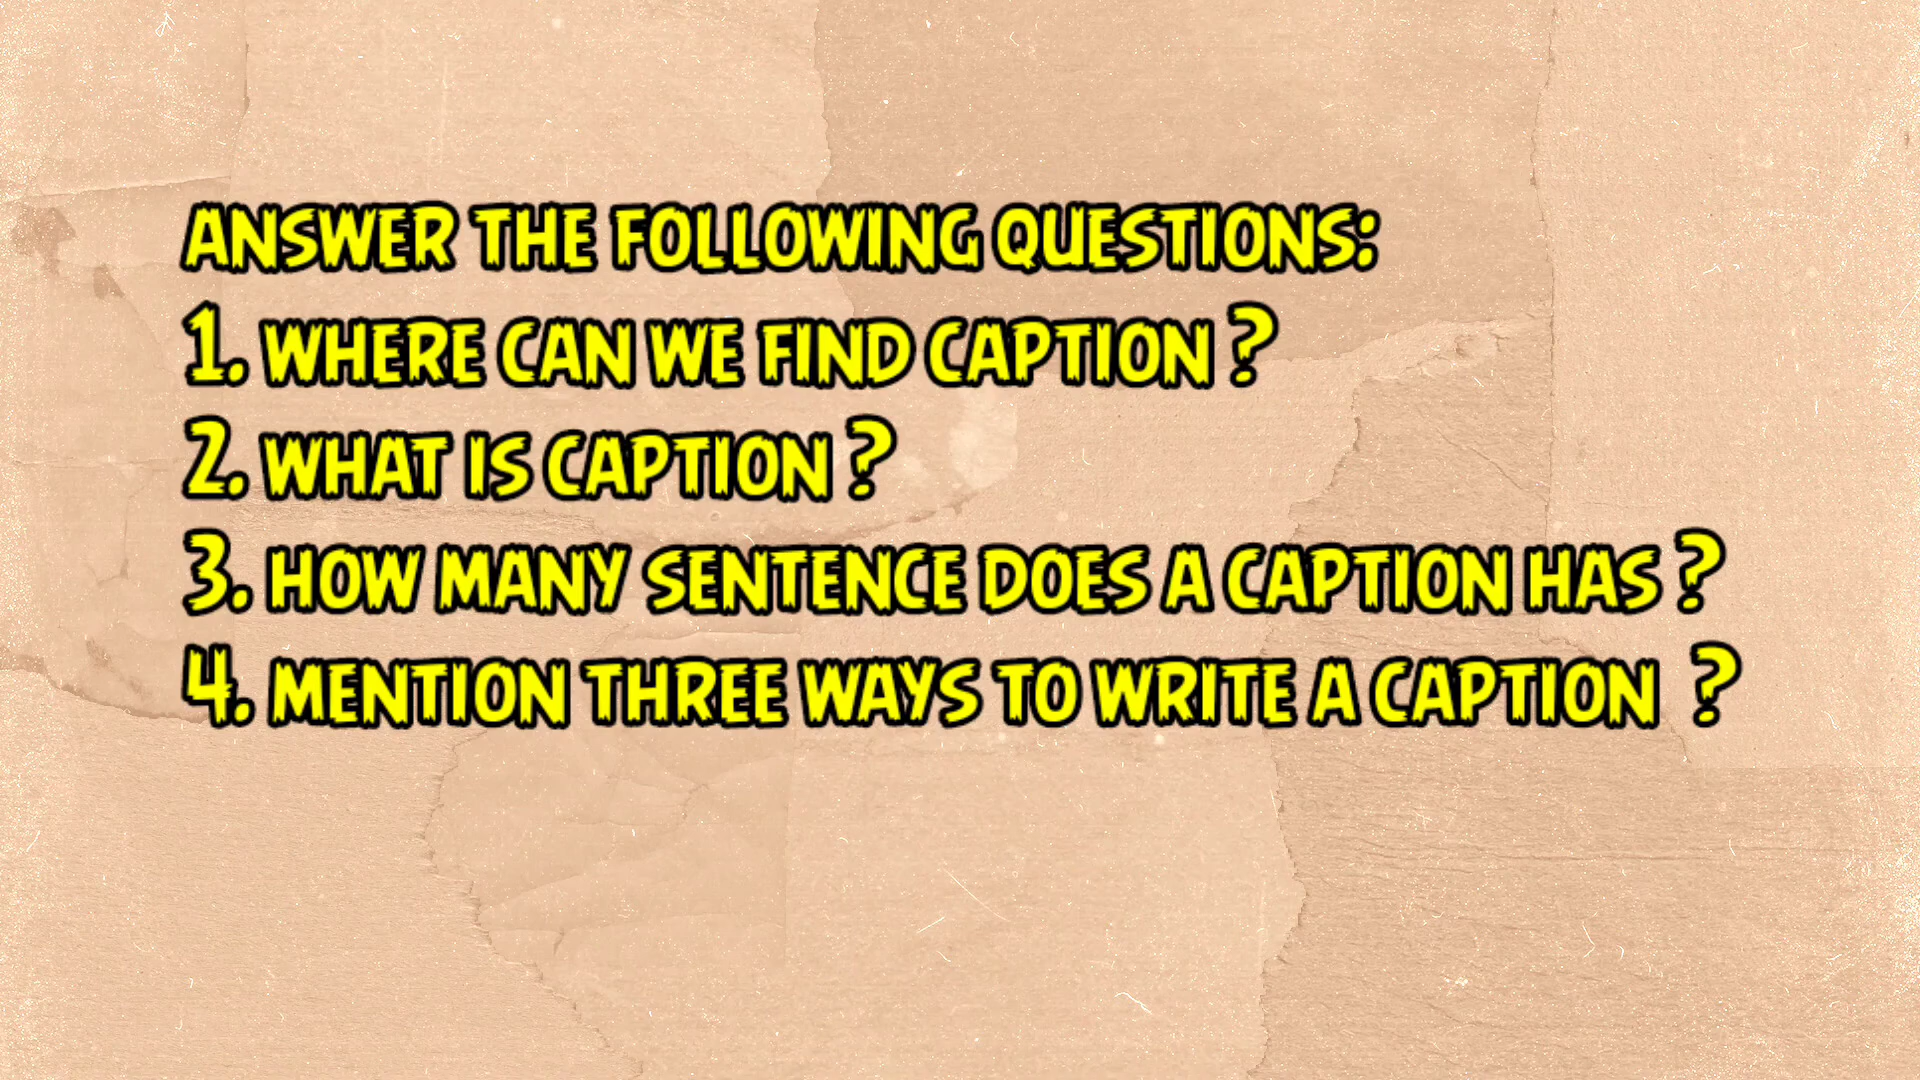 ANSWER THE FOLLOWING QUESTIONS:
1. WHERE CAN WE FIND CAPTION ?
2. WHAT IS CAPTION ?
3. HOW MANY SENTENCE DOES A CAPTION HAS ?
4. MENTION THREE WAYS TO WRITE A CAPTION ?